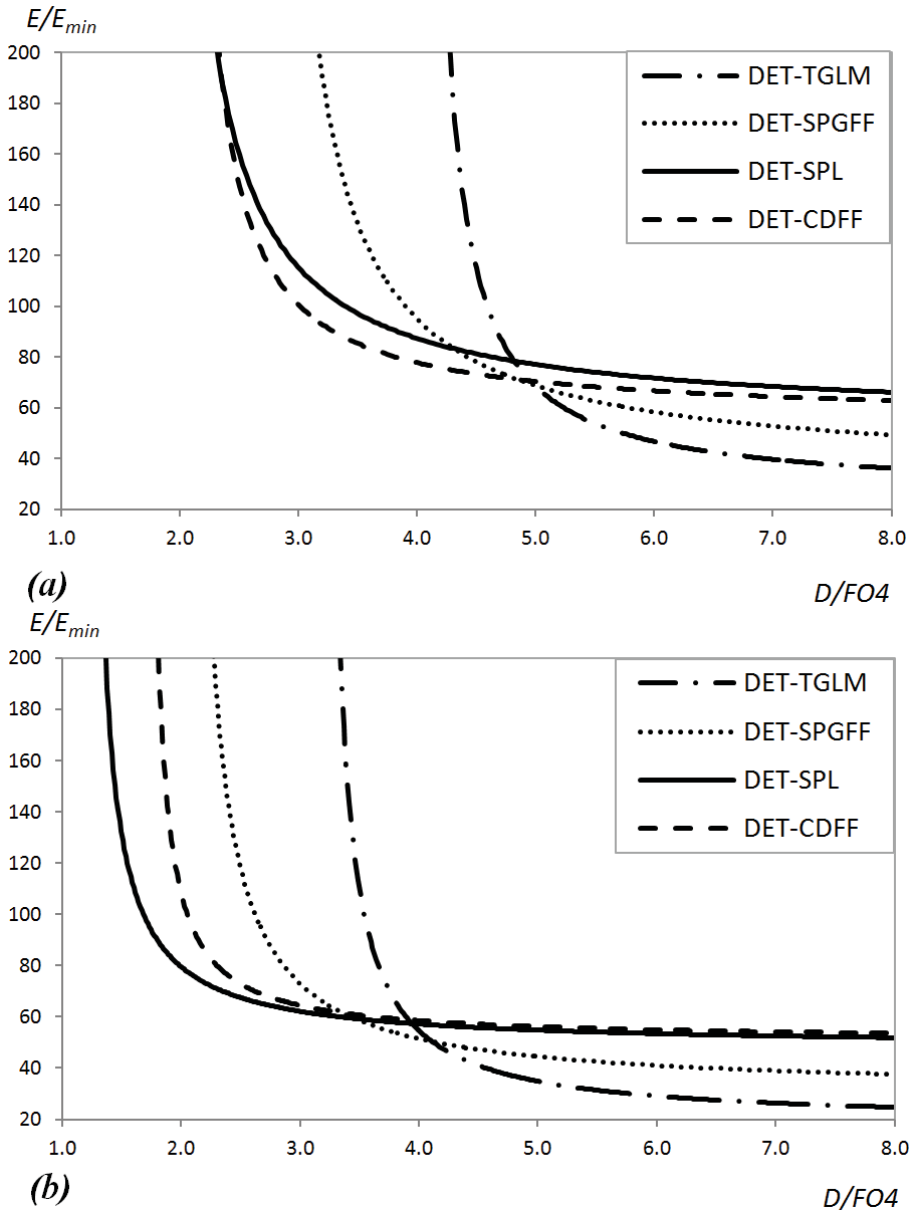 E/Emin
200
180
160
140
120
100
80
60
40
20
1.0 2.0 3.0 4.0 5.0 6.0 7.0 8.0
DET-TGLM
DET-SPGFF
DET-SPL
DET-CDFF
(a)
D/FO4
E/Emin
200
180
160
140
120
100
80
60
40
20
1.0 2.0 3.0 4.0 5.0 6.0 7.0 8.0
DET-TGLM
DET-SPGFF
DET-SPL
DET-CDFF
(b)
D/FO4